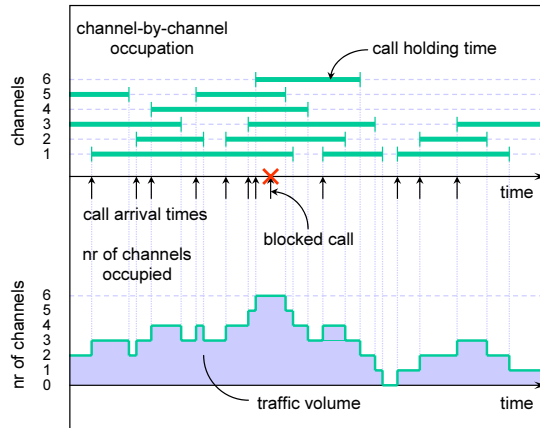 channel-by-channel
occupation
call holding time
channels
6
5
4
3
2
1
time
call arrival times
blocked call
nr of channels
occupied
nr of channels
6
5
4
3
2
1
0
time
traffic volume